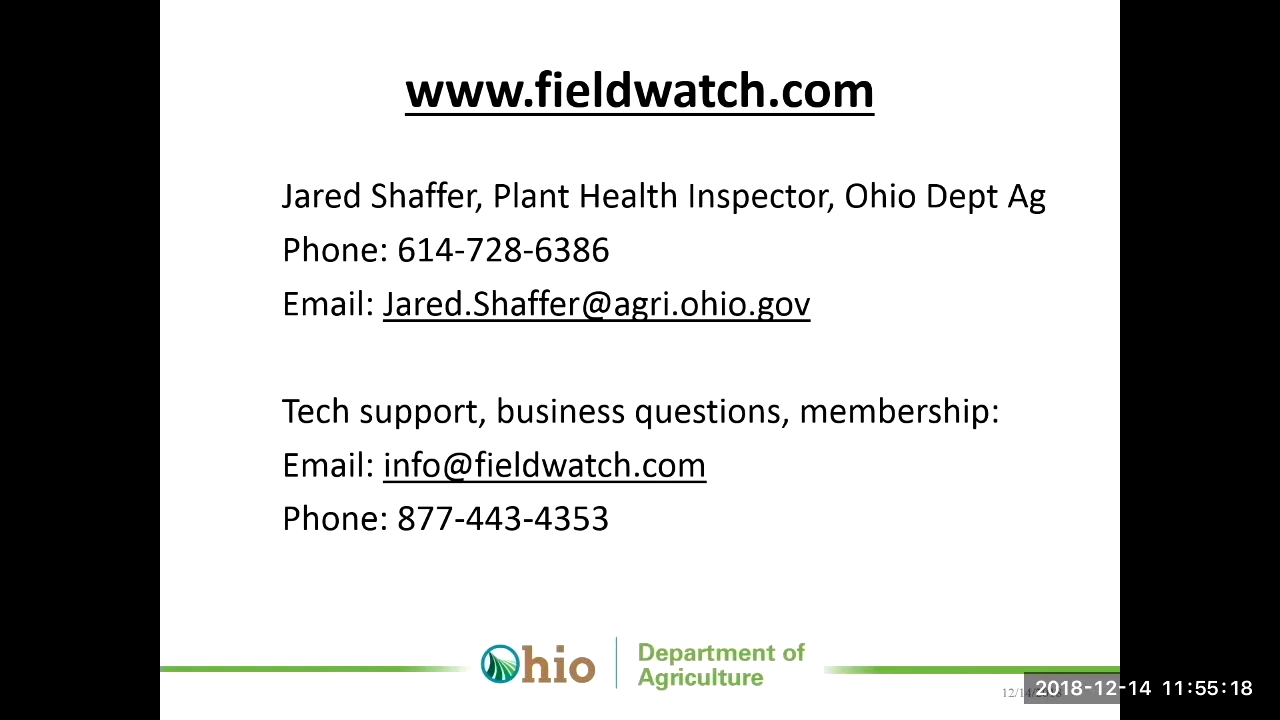 www.fieldwatch.com
Jared Shaffer, Plant Health Inspector, Ohio Dept Ag
Phone: 614-728-6386
Email: Jared.Shaffer@agri.ohio.gov
Tech support, business questions, membership:
Email: info@fieldwatch.com
Phone: 877-443-4353
Ohio
Department of
Agriculture
2018-12-14 11:55:18